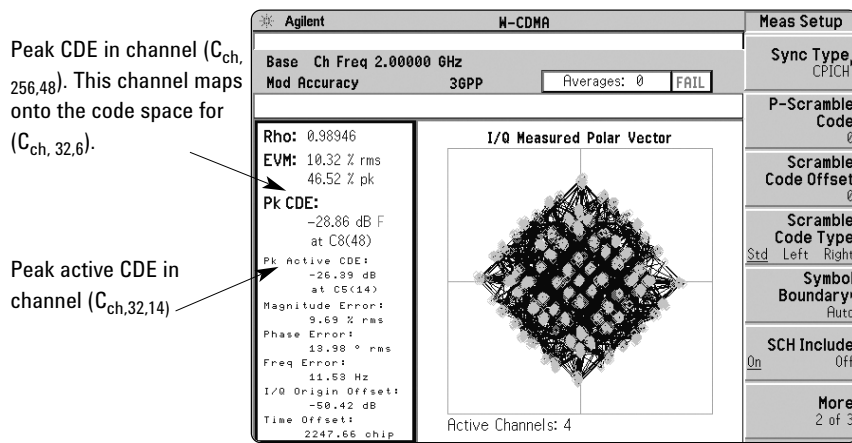 Peak CDE in channel (Cch,
256,48). This channel maps
onto the code space for
(Cch, 32,6).
Peak active CDE in
channel (Cch,32,14)
Agilent W-CDMA
Base Ch Freq 2.00000 GHz
Mod Accuracy 3GPP Averages: 0 FAIL
Rho: 0.98946
EVM: 10.32 % rms
46.52 % pk
Pk CDE:
-28.86 dB F
at C8(48)
Pk Active CDE:
-26.39 dB
at C5(14)
Magnitude Error:
9.69 % rms
Phase Error:
13.98 ° rms
Freq Error:
11.53 Hz
I/Q Origin Offset:
-50.42 dB
Time Offset:
2247.66 chip
I/Q Measured Polar Vector
Active Channels: 4
Meas Setup
Sync Type
CPICH
P-Scramble
Code
0
Scramble
Code Offset
0
Scramble
Code Type
Std Left Right
Symbol
Boundary
Auto
SCH Include
On Off
More
2 of 3